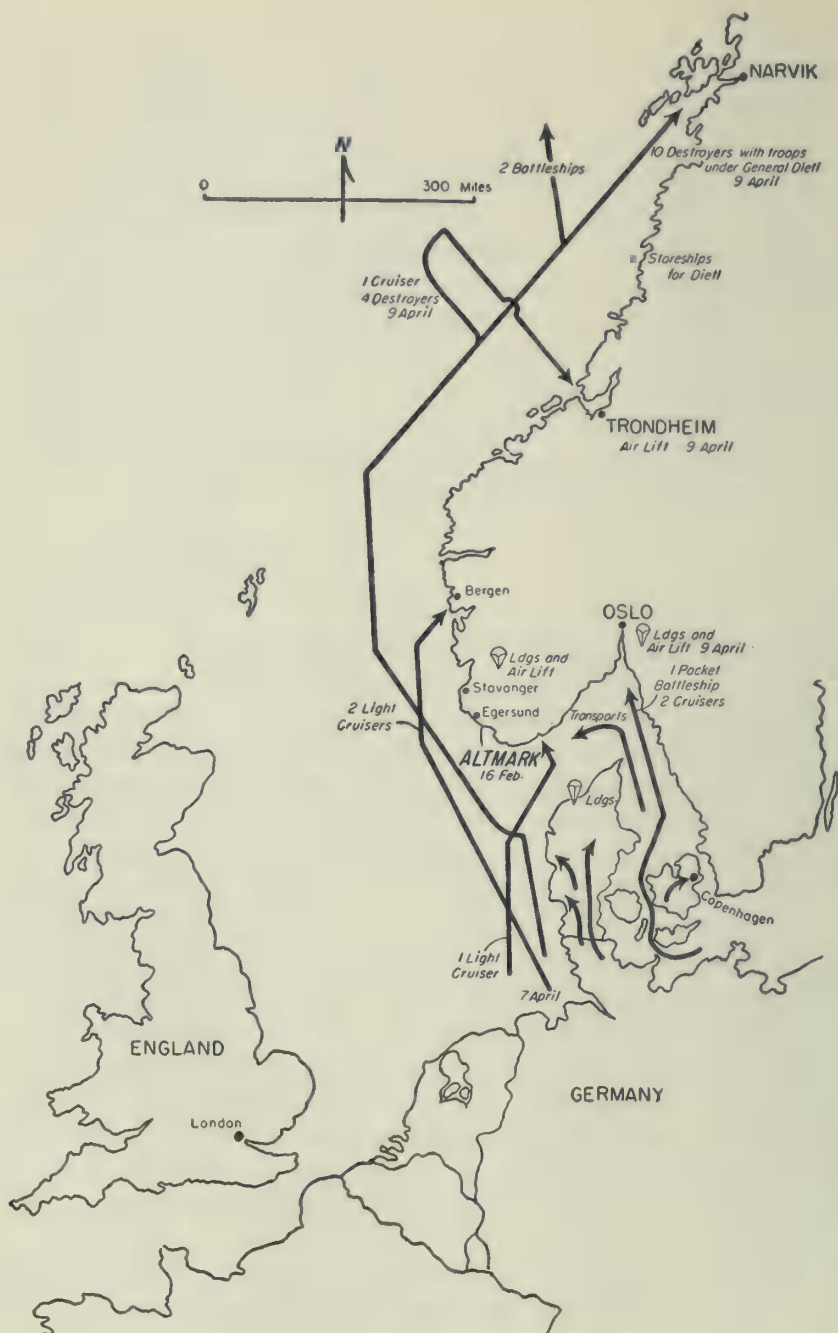 NARVIK
N
0 300 Miles
2 Battleships
10 Destroyers with troops
under General Dietl
9 April
Storeships
for Dietl
1 Cruiser
4 Destroyers
9 April
TRONDHEIM
Air Lift 9 April
Bergen
OSLO
Ldgs and
Air Lift 9 April
1 Pocket
Battleship
2 Cruisers
Ldgs and
Air Lift
Stavanger
Egersund
2 Light
Cruisers
Transports
ALTMARK
16 Feb.
Ldgs
Copenhagen
1 Light
Cruiser
7 April
ENGLAND
GERMANY
London